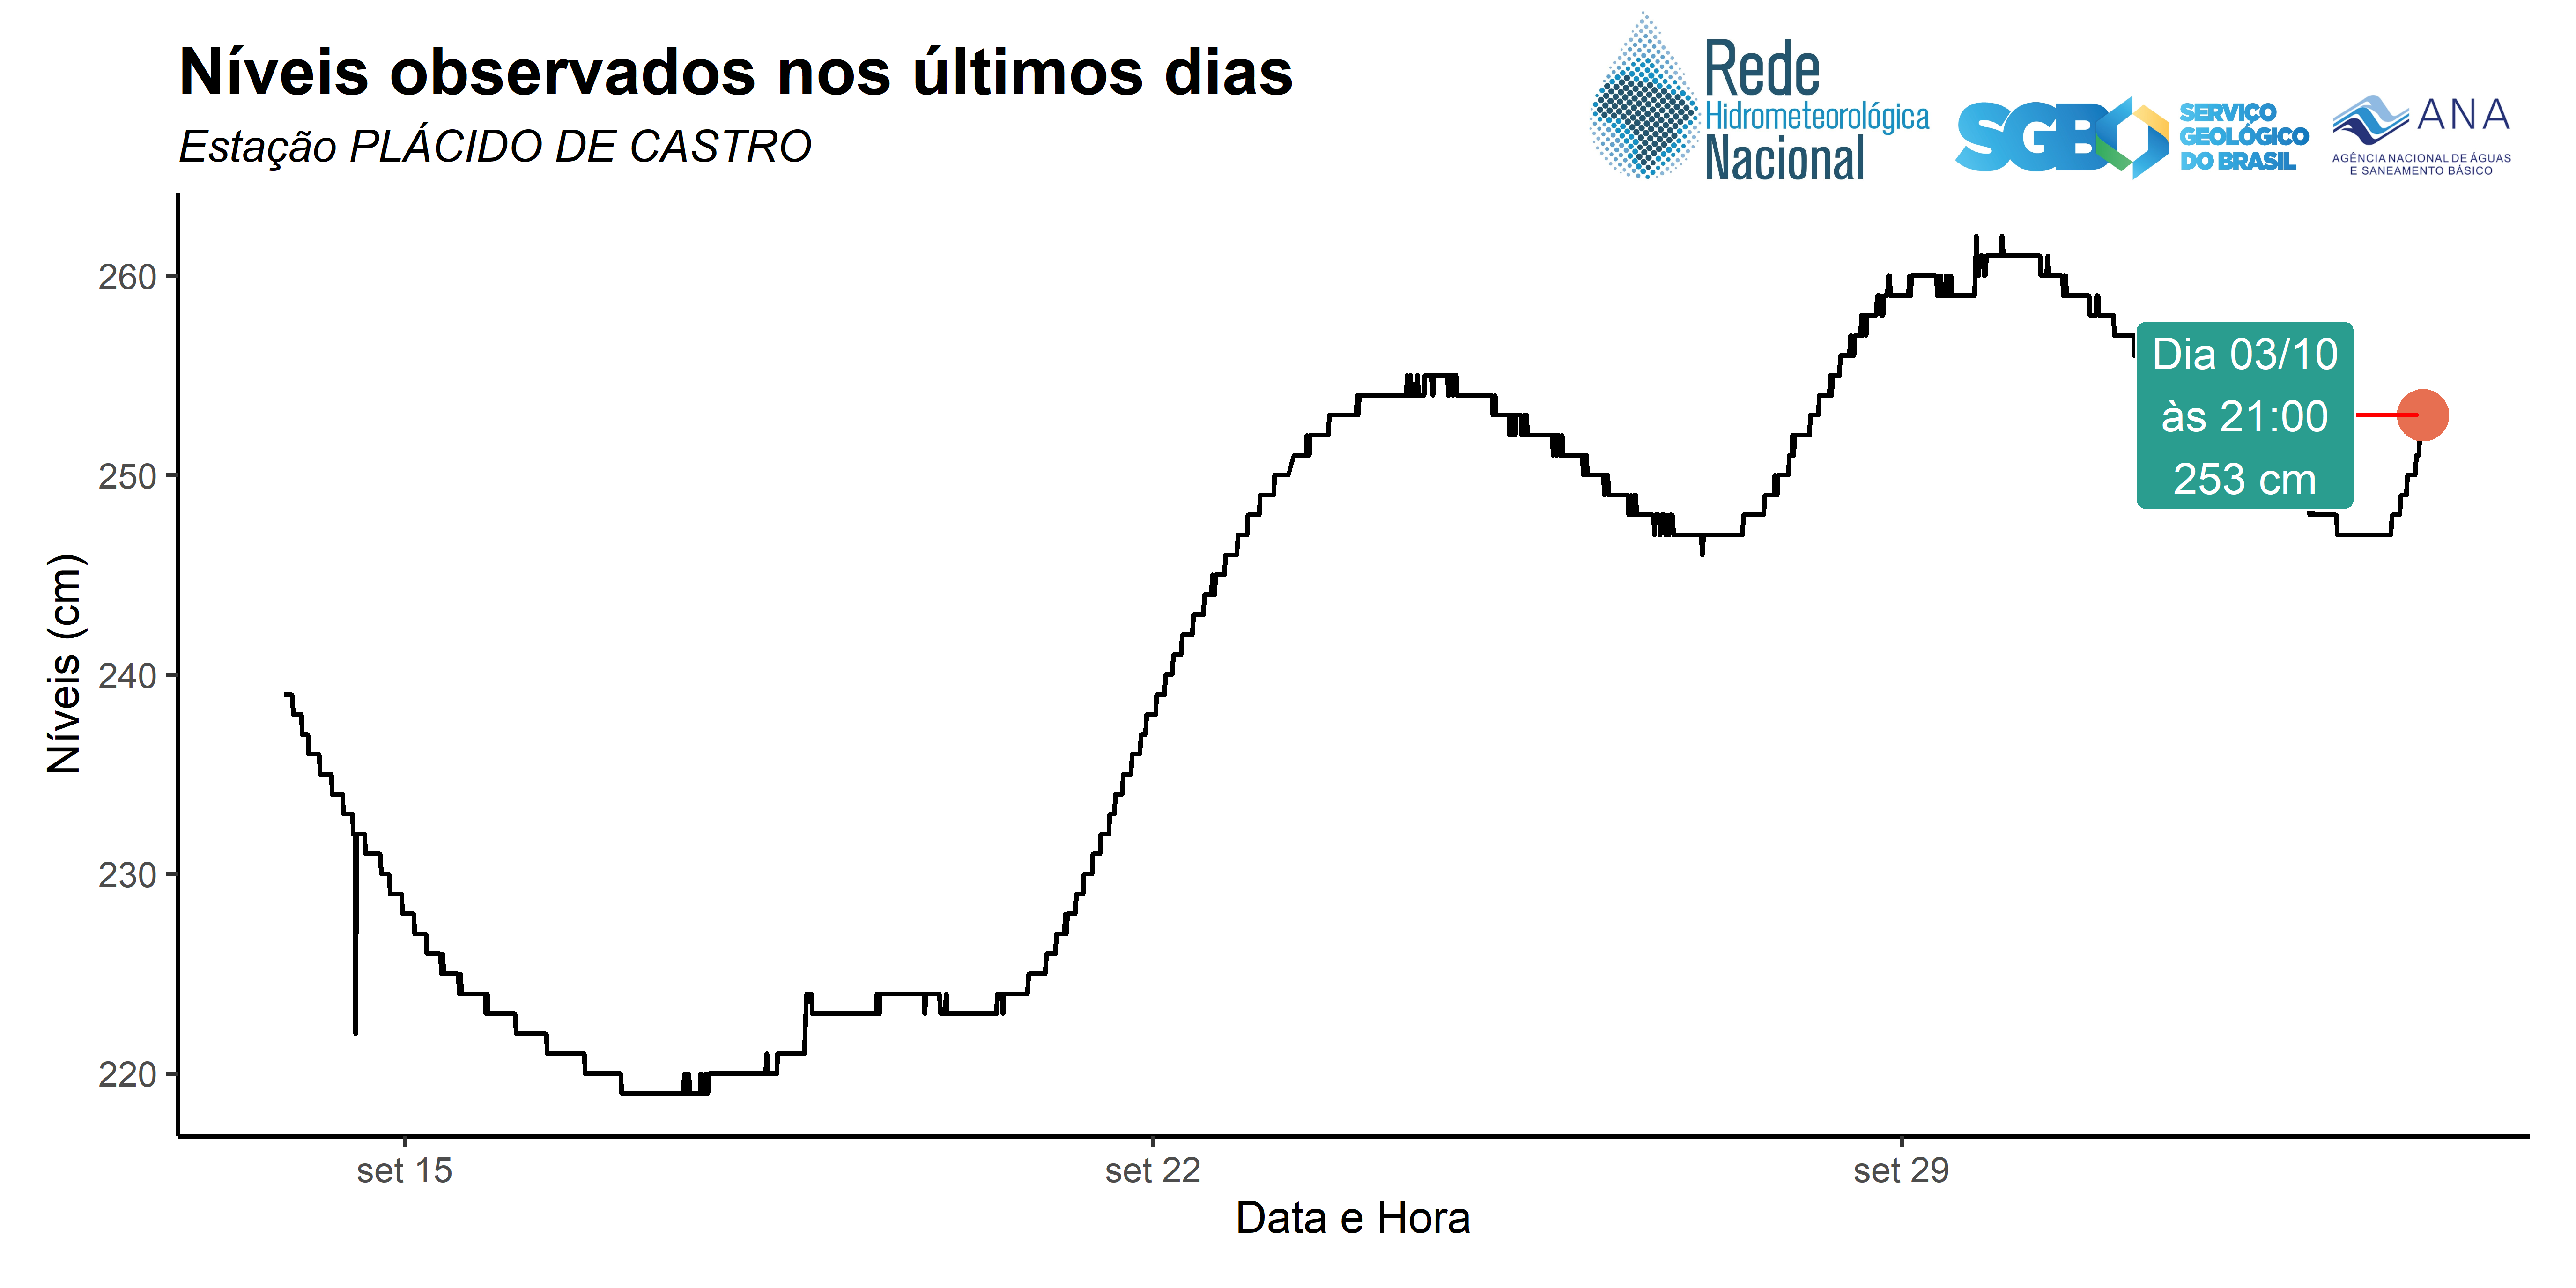 Níveis observados nos últimos dias
Estação PLÁCIDO DE CASTRO
Rede
Hidrometeorológica
Nacional
SGB
SERVIÇO
GEOLÓGICO
DO BRASIL
ANA
AGÊNCIA NACIONAL DE ÁGUAS
E SANEAMENTO BÁSICO
260
250
240
230
220
Níveis (cm)
Dia 03/10
às 21:00
253 cm
set 15
set 22
set 29
Data e Hora